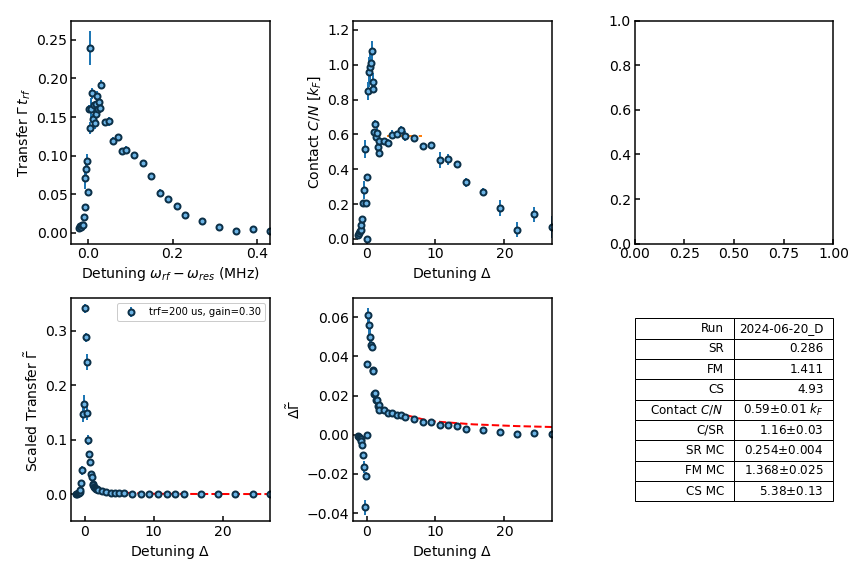 0.25
0.20
0.15
0.10
0.05
0.00
Transfer Γ t_rf
0.0
0.2
0.4
Detuning ω_rf − ω_res (MHz)
1.2
1.0
0.8
0.6
0.4
0.2
0.0
Contact C/N [k_F]
0
10
20
Detuning Δ
1.0
0.8
0.6
0.4
0.2
0.0
0.00
0.25
0.50
0.75
1.00
0.3
0.2
0.1
0.0
Scaled Transfer Γ̃
trf=200 us, gain=0.30
0
10
20
Detuning Δ
0.06
0.04
0.02
0.00
−0.02
−0.04
ΔΓ̃
0
10
20
Detuning Δ
Run 2024-06-20_D
SR 0.286
FM 1.411
CS 4.93
Contact C/N 0.59±0.01 k_F
C/SR 1.16±0.03
SR MC 0.254±0.004
FM MC 1.368±0.025
CS MC 5.38±0.13